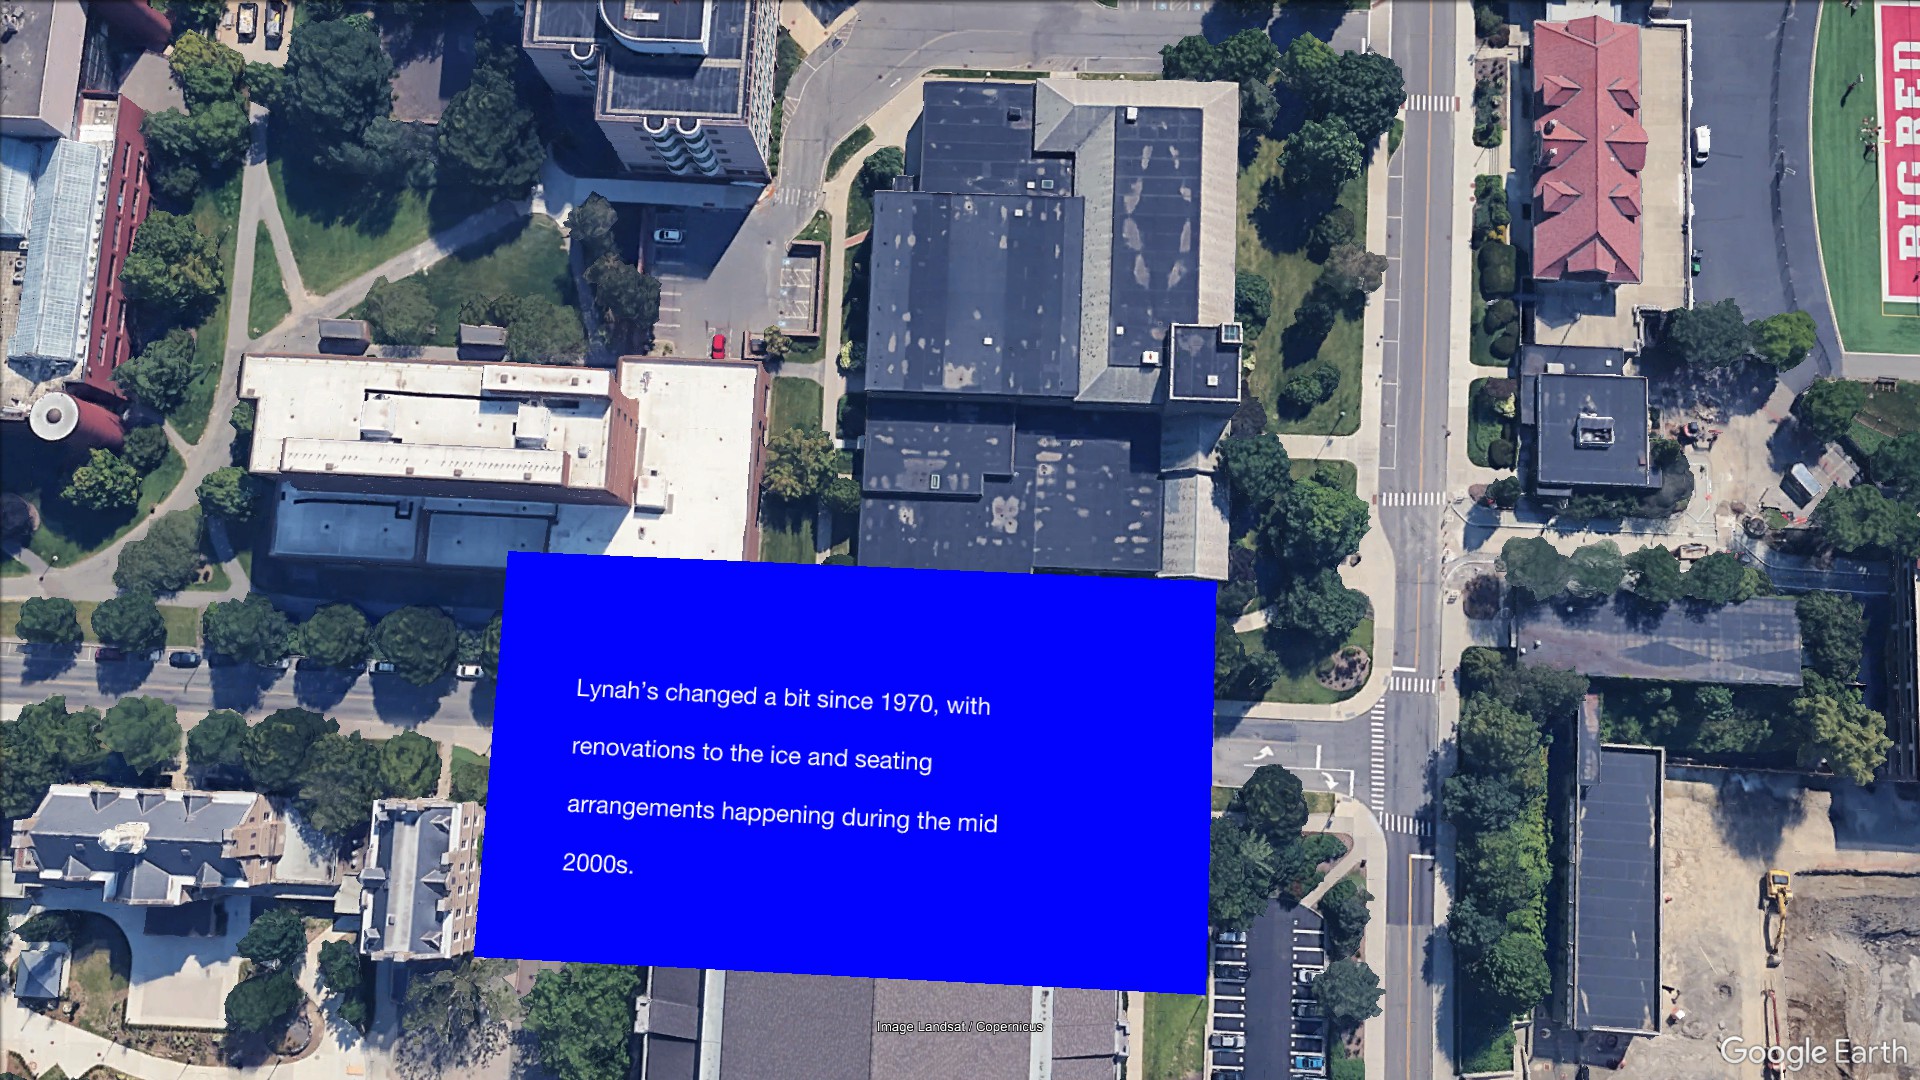 BIG RED
Lynah's changed a bit since 1970, with
renovations to the ice and seating
arrangements happening during the mid
2000s.
Image Landsat / Copernicus
Google Earth